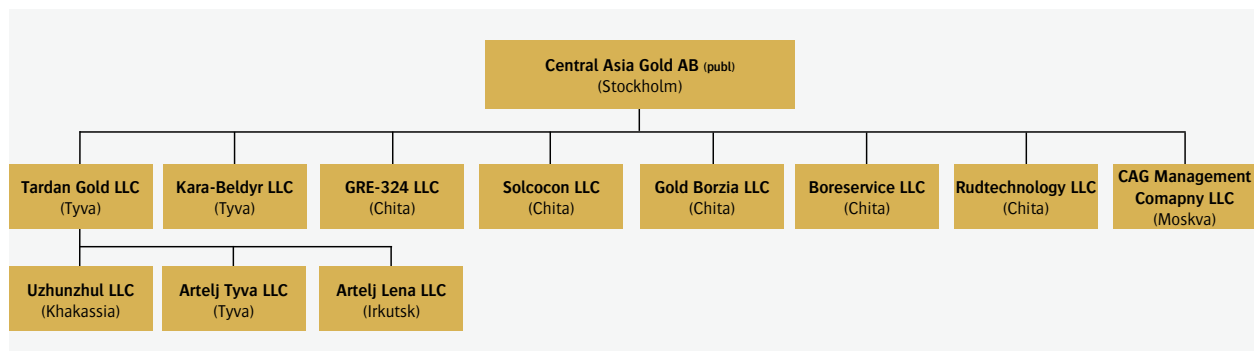 Central Asia Gold AB (publ)
(Stockholm)
Tardan Gold LLC
(Tyva)
Kara-Beldyr LLC
(Tyva)
GRE-324 LLC
(Chita)
Solcocon LLC
(Chita)
Gold Borzia LLC
(Chita)
Boreservice LLC
(Chita)
Rudtechnology LLC
(Chita)
CAG Management
Comapny LLC
(Moskva)
Uzhunzhul LLC
(Khakassia)
Artelj Tyva LLC
(Tyva)
Artelj Lena LLC
(Irkutsk)